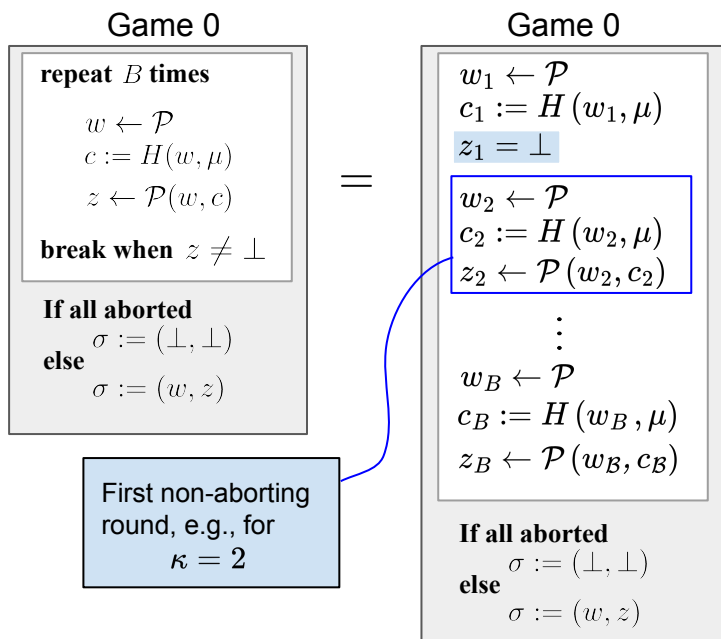 Game 0
repeat B times
w ← 𝒫
c := H(w, μ)
z ← 𝒫(w, c)
break when z ≠ ⊥
If all aborted
σ := (⊥, ⊥)
else
σ := (w, z)
=
Game 0
w₁ ← 𝒫
c₁ := H (w₁, μ)
z₁ = ⊥
w₂ ← 𝒫
c₂ := H (w₂, μ)
z₂ ← 𝒫 (w₂, c₂)
⋮
w_B ← 𝒫
c_B := H (w_B , μ)
z_B ← 𝒫 (w_ℬ, c_ℬ)
If all aborted
σ := (⊥, ⊥)
else
σ := (w, z)
First non-aborting
round, e.g., for
κ = 2